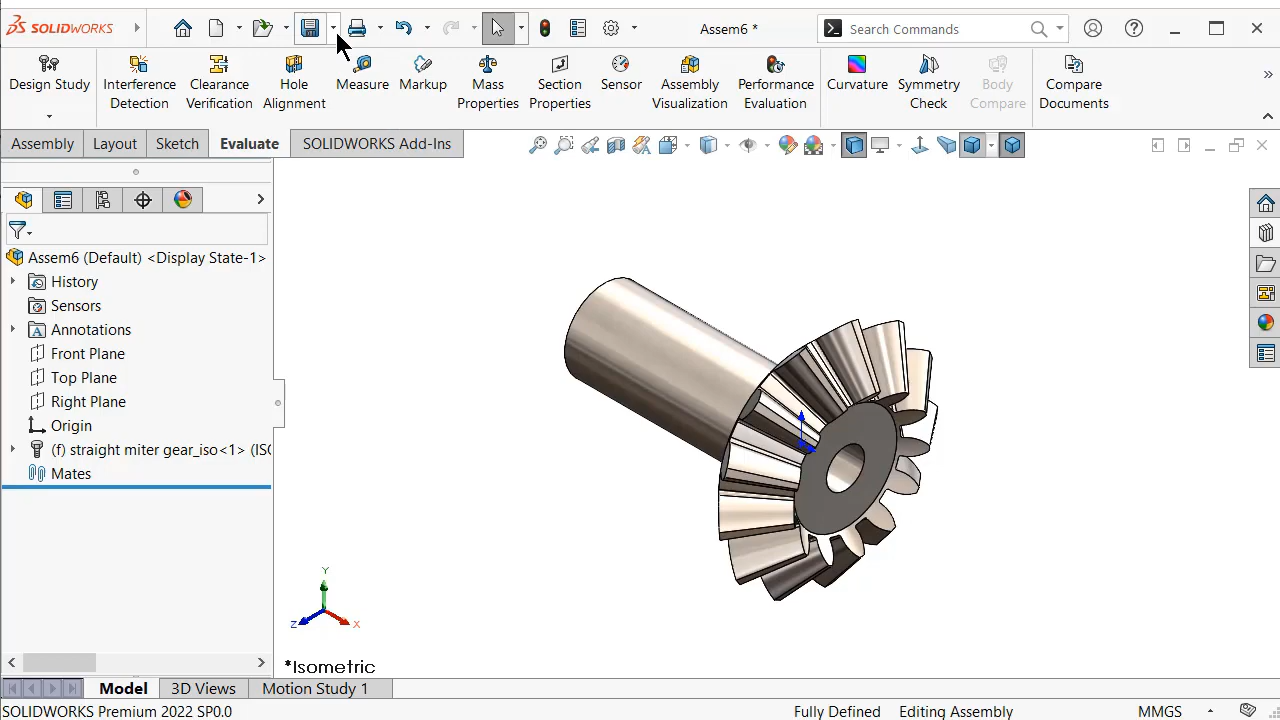 SOLIDWORKS
Assem6 *
Search Commands
Design Study
Interference Detection
Clearance Verification
Hole Alignment
Measure
Markup
Mass Properties
Section Properties
Sensor
Assembly Visualization
Performance Evaluation
Curvature
Symmetry Check
Body Compare
Compare Documents
Assembly
Layout
Sketch
Evaluate
SOLIDWORKS Add-Ins
Assem6 (Default) <Display State-1>
History
Sensors
Annotations
Front Plane
Top Plane
Right Plane
Origin
(f) straight miter gear_iso<1> (ISO
Mates
Y
Z
X
*Isometric
Model
3D Views
Motion Study 1
SOLIDWORKS Premium 2022 SP0.0
Fully Defined
Editing Assembly
MMGS